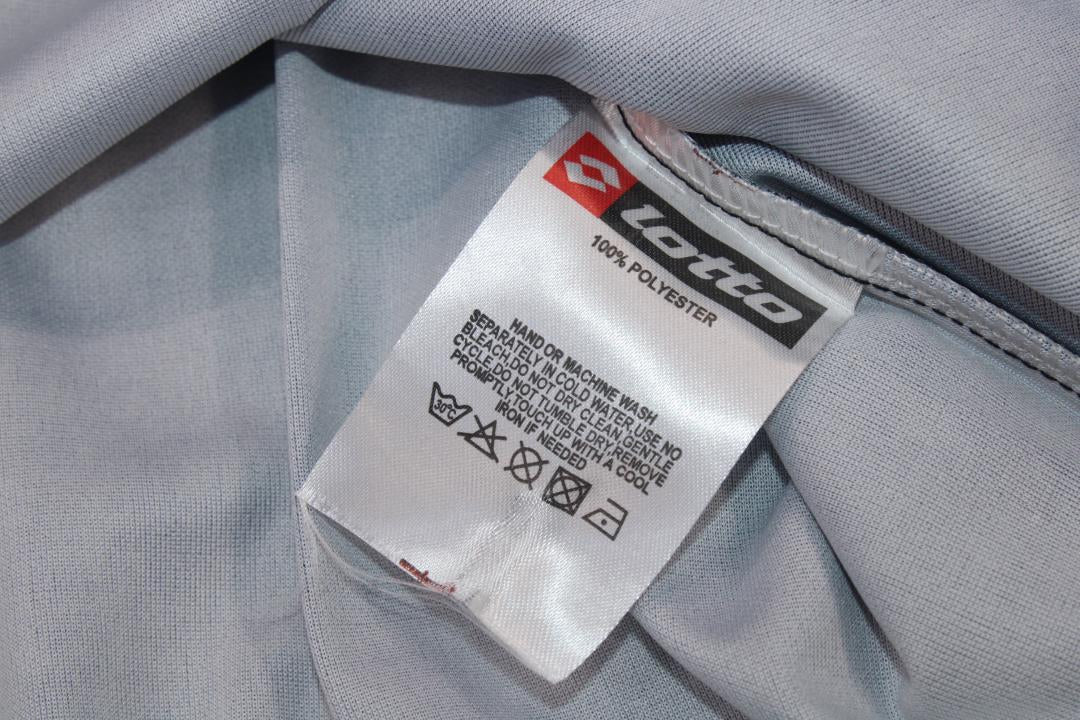 lotto
100% POLYESTER
HAND OR MACHINE WASH
SEPARATELY IN COLD WATER,USE NO
BLEACH,DO NOT DRY CLEAN,GENTLE
CYCLE,DO NOT TUMBLE DRY,REMOVE
PROMPTLY,TOUCH UP WITH A COOL
IRON IF NEEDED
30°C